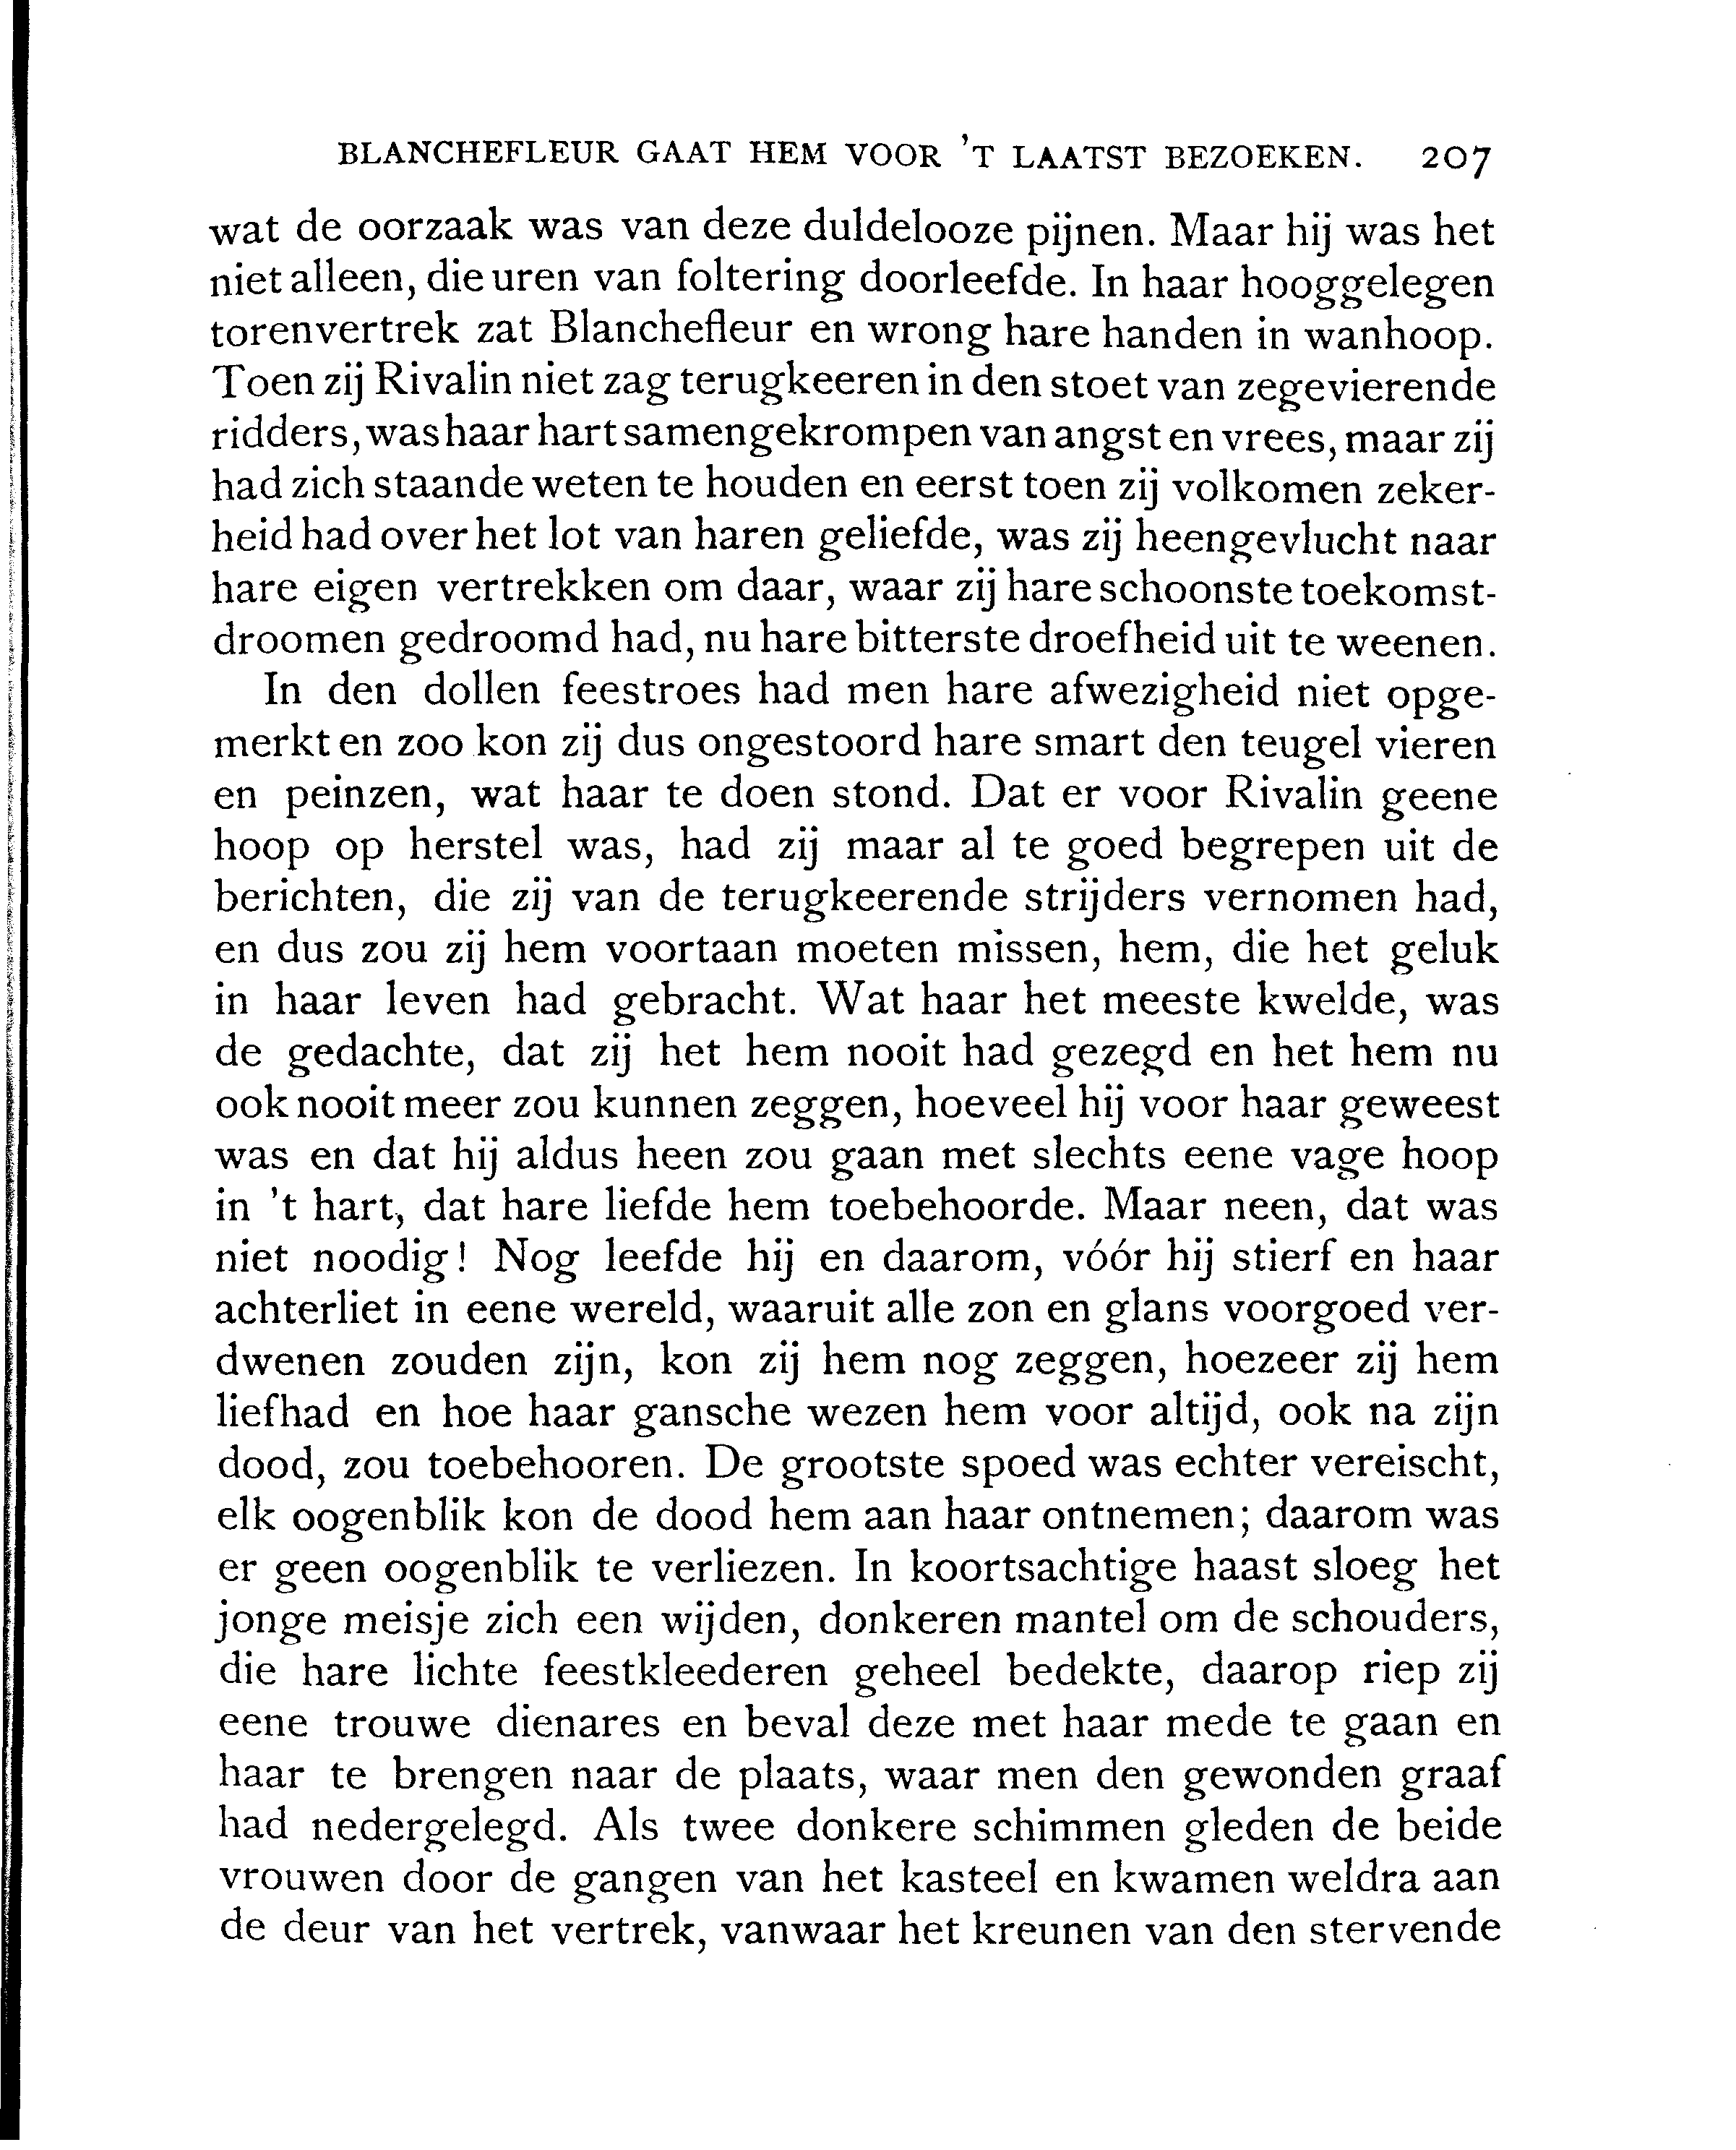 BLANCHEFLEUR GAAT HEM VOOR 'T LAATST BEZOEKEN. 207
wat de oorzaak was van deze duldelooze pijnen. Maar hij was het
niet alleen, die uren van foltering doorleefde. In haar hooggelegen
torenvertrek zat Blanchefleur en wrong hare handen in wanhoop.
Toen zij Rivalin niet zag terugkeeren in den stoet van zegevierende
ridders, was haar hart samengekrompen van angst en vrees, maar zij
had zich staande weten te houden en eerst toen zij volkomen zeker-
heid had over het lot van haren geliefde, was zij heengevlucht naar
hare eigen vertrekken om daar, waar zij hare schoonste toekomst-
droomen gedroomd had, nu hare bitterste droefheid uit te weenen.
In den dollen feestroes had men hare afwezigheid niet opge-
merkt en zoo kon zij dus ongestoord hare smart den teugel vieren
en peinzen, wat haar te doen stond. Dat er voor Rivalin geene
hoop op herstel was, had zij maar al te goed begrepen uit de
berichten, die zij van de terugkeerende strijders vernomen had,
en dus zou zij hem voortaan moeten missen, hem, die het geluk
in haar leven had gebracht. Wat haar het meeste kwelde, was
de gedachte, dat zij het hem nooit had gezegd en het hem nu
ook nooit meer zou kunnen zeggen, hoeveel hij voor haar geweest
was en dat hij aldus heen zou gaan met slechts eene vage hoop
in 't hart, dat hare liefde hem toebehoorde. Maar neen, dat was
niet noodig! Nog leefde hij en daarom, vóór hij stierf en haar
achterliet in eene wereld, waaruit alle zon en glans voorgoed ver-
dwenen zouden zijn, kon zij hem nog zeggen, hoezeer zij hem
liefhad en hoe haar gansche wezen hem voor altijd, ook na zijn
dood, zou toebehooren. De grootste spoed was echter vereischt,
elk oogenblik kon de dood hem aan haar ontnemen; daarom was
er geen oogenblik te verliezen. In koortsachtige haast sloeg het
jonge meisje zich een wijden, donkeren mantel om de schouders,
die hare lichte feestkleederen geheel bedekte, daarop riep zij
eene trouwe dienares en beval deze met haar mede te gaan en
haar te brengen naar de plaats, waar men den gewonden graaf
had nedergelegd. Als twee donkere schimmen gleden de beide
vrouwen door de gangen van het kasteel en kwamen weldra aan
de deur van het vertrek, vanwaar het kreunen van den stervende